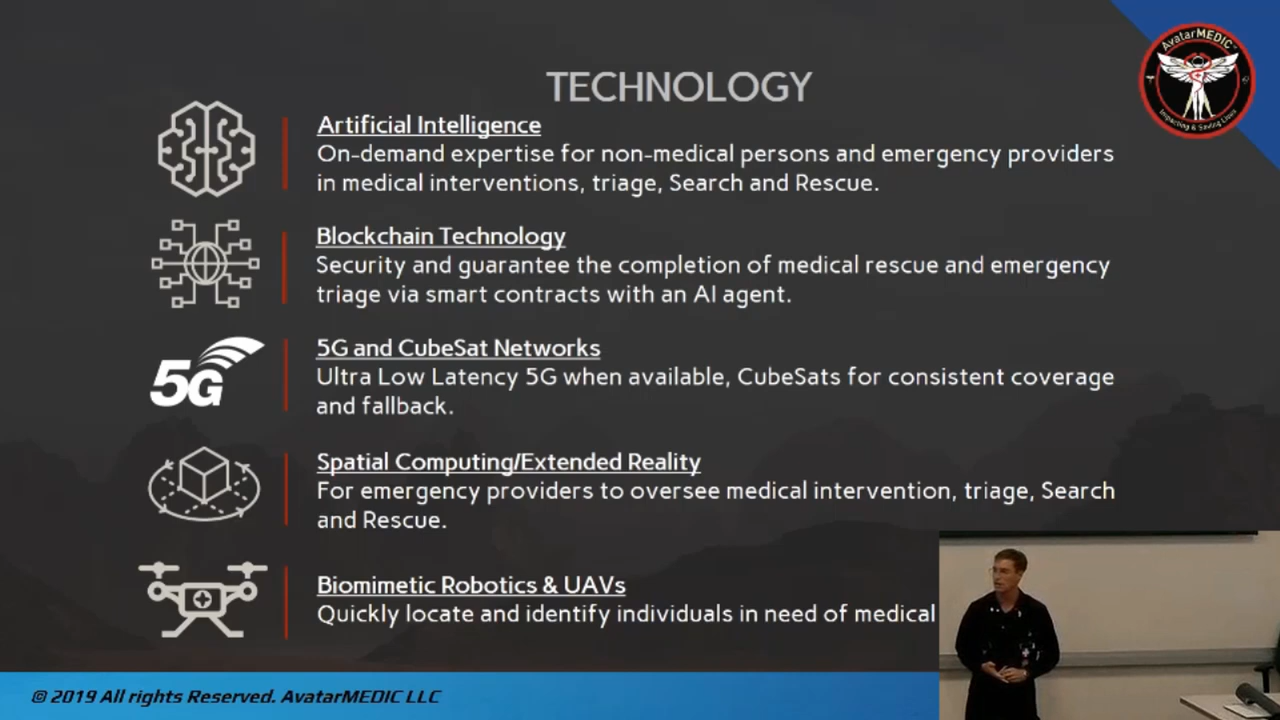 TECHNOLOGY
AvatarMEDIC
Impacting & Saving Lives
Artificial Intelligence
On-demand expertise for non-medical persons and emergency providers
in medical interventions, triage, Search and Rescue.
Blockchain Technology
Security and guarantee the completion of medical rescue and emergency
triage via smart contracts with an AI agent.
5G
5G and CubeSat Networks
Ultra Low Latency 5G when available, CubeSats for consistent coverage
and fallback.
Spatial Computing/Extended Reality
For emergency providers to oversee medical intervention, triage, Search
and Rescue.
Biomimetic Robotics & UAVs
Quickly locate and identify individuals in need of medical
© 2019 All rights Reserved. AvatarMEDIC LLC